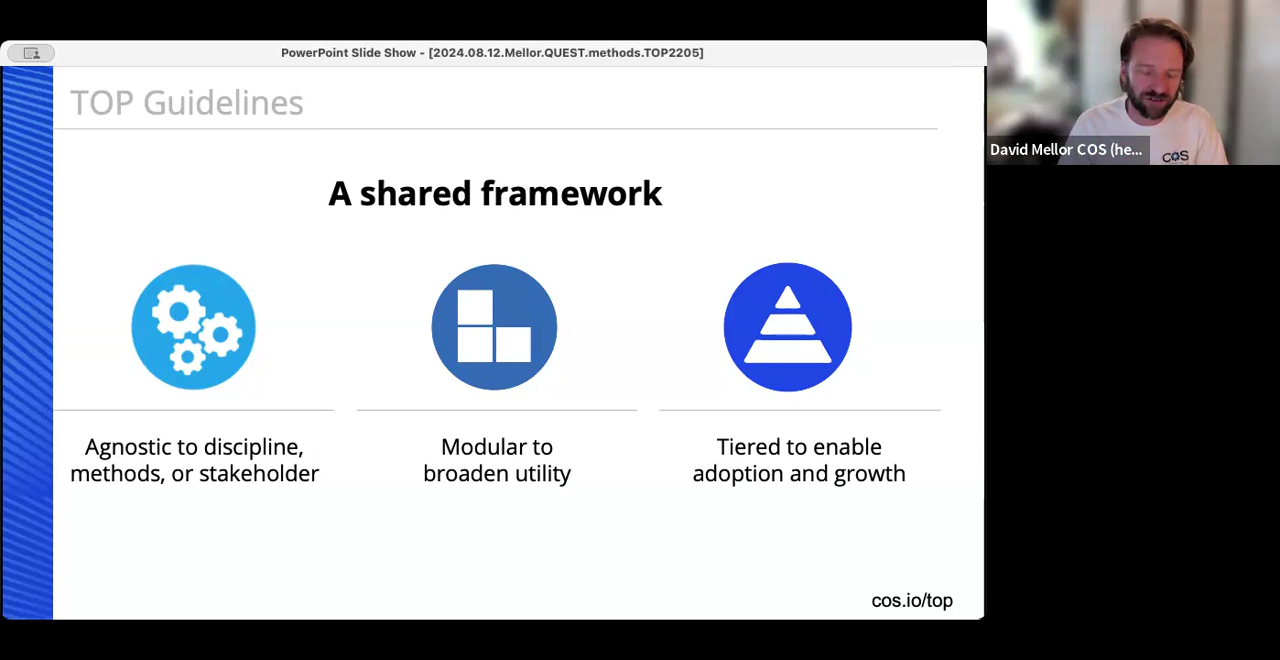 PowerPoint Slide Show - [2024.08.12.Mellor.QUEST.methods.TOP2205]
TOP Guidelines
A shared framework
Agnostic to discipline,
methods, or stakeholder
Modular to
broaden utility
Tiered to enable
adoption and growth
cos.io/top
David Mellor COS (he...
COS